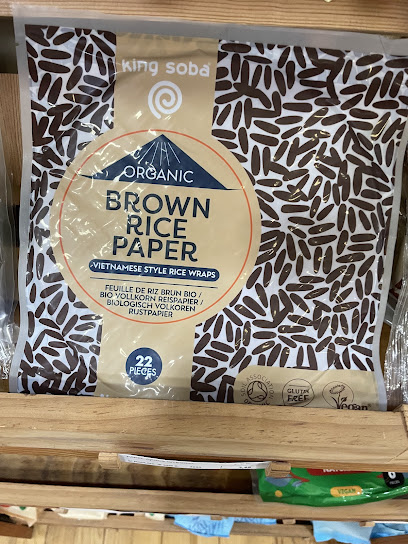 king soba
ORGANIC
BROWN
RICE
PAPER
-VIETNAMESE STYLE RICE WRAPS-
FEUILLE DE RIZ BRUN BIO /
BIO VOLLKORN REISPAPIER /
BIOLOGISCH VOLKOREN
RIJSTPAPIER
22
PIECES
GLUTEN
FREE
Vegan
VEGAN